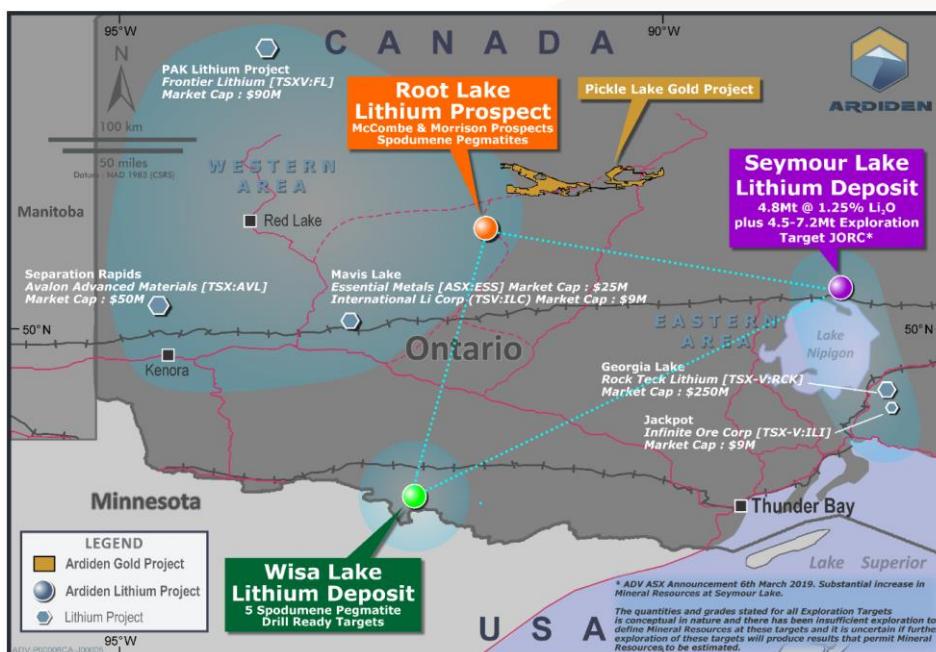 95°W
90°W
CANADA
N
PAK Lithium Project
Frontier Lithium [TSXV:FL]
Market Cap : $90M
100 km
50 miles
Datum : NAD 1983 (CSRS)
Root Lake
Lithium Prospect
McCombe & Morrison Prospects
Spodumene Pegmatites
Pickle Lake Gold Project
ARDIDEN
Seymour Lake
Lithium Deposit
4.8Mt @ 1.25% Li₂O
plus 4.5-7.2Mt Exploration
Target JORC*
WESTERN
AREA
Manitoba
Red Lake
Separation Rapids
Avalon Advanced Materials [TSX:AVL]
Market Cap : $50M
Mavis Lake
Essential Metals [ASX:ESS] Market Cap : $25M
International Li Corp (TSV:ILC) Market Cap : $9M
50°N
50°N
EASTERN
AREA
Lake
Nipigon
Ontario
Kenora
Georgia Lake
Rock Teck Lithium [TSX-V:RCK]
Market Cap : $250M
Jackpot
Infinite Ore Corp [TSX-V:ILI]
Market Cap : $9M
Minnesota
Thunder Bay
LEGEND
Ardiden Gold Project
Ardiden Lithium Project
Lithium Project
Wisa Lake
Lithium Deposit
5 Spodumene Pegmatite
Drill Ready Targets
Lake Superior
* ADV ASX Announcement 6th March 2019. Substantial increase in
Mineral Resources at Seymour Lake.
The quantities and grades stated for all Exploration Targets
is conceptual in nature and there has been insufficient exploration to
define Mineral Resources at these targets and it is uncertain if further
exploration of these targets will produce results that permit Mineral
Resources to be estimated.
USA
95°W